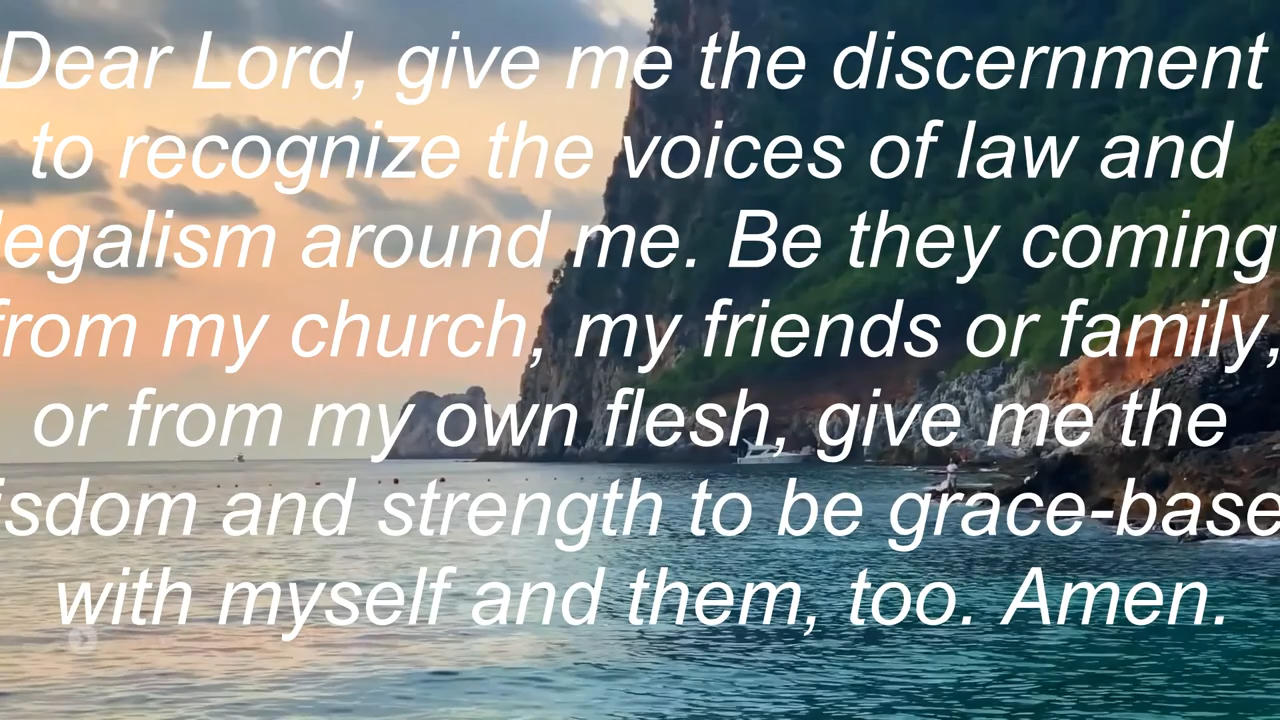 Dear Lord, give me the discernment
to recognize the voices of law and
legalism around me. Be they coming
from my church, my friends or family,
or from my own flesh, give me the
isdom and strength to be grace-base
with myself and them, too. Amen.